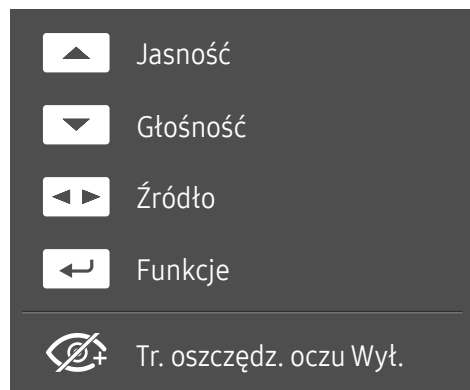 Jasność
Głośność
Źródło
Funkcje
Tr. oszczędz. oczu Wył.